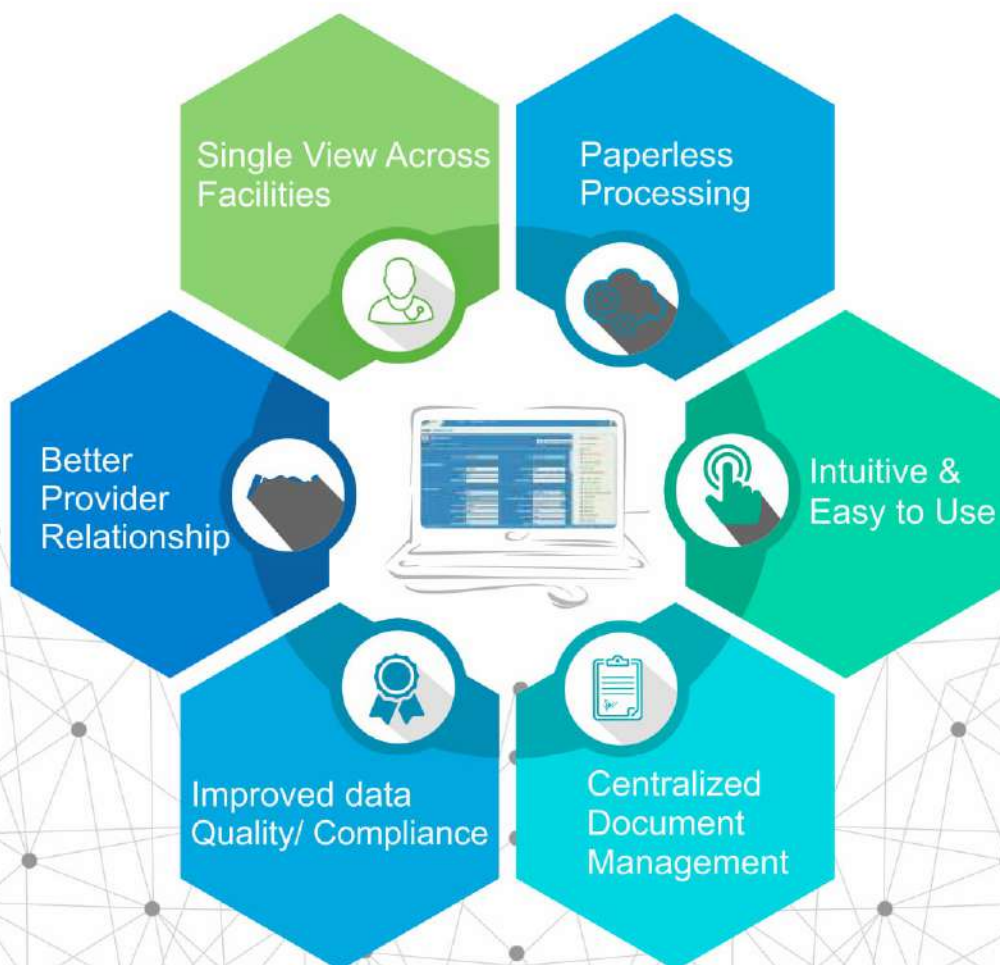 Single View Across
Facilities
Paperless
Processing
Better
Provider
Relationship
Intuitive &
Easy to Use
Improved data
Quality/ Compliance
Centralized
Document
Management